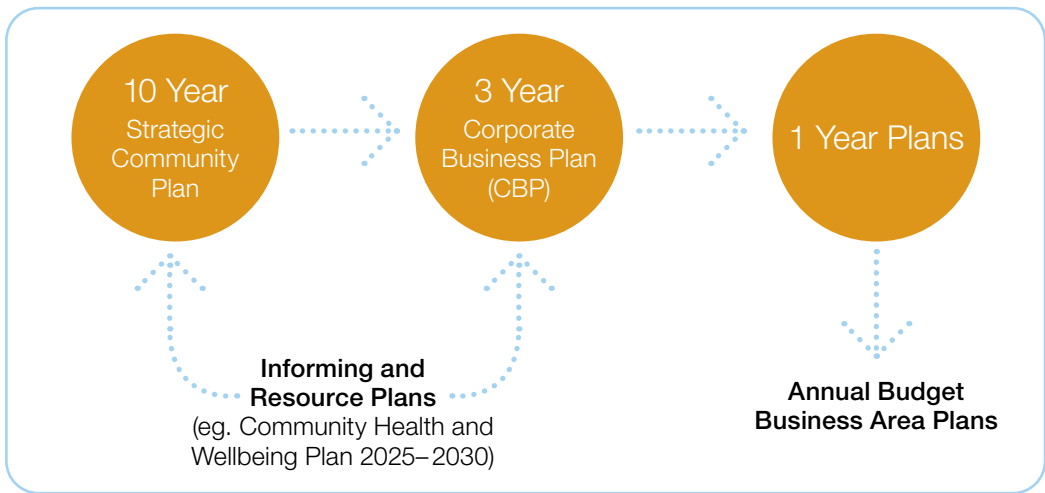 10 Year
Strategic
Community
Plan
3 Year
Corporate
Business Plan
(CBP)
1 Year Plans
Informing and
Resource Plans
(eg. Community Health and
Wellbeing Plan 2025–2030)
Annual Budget
Business Area Plans